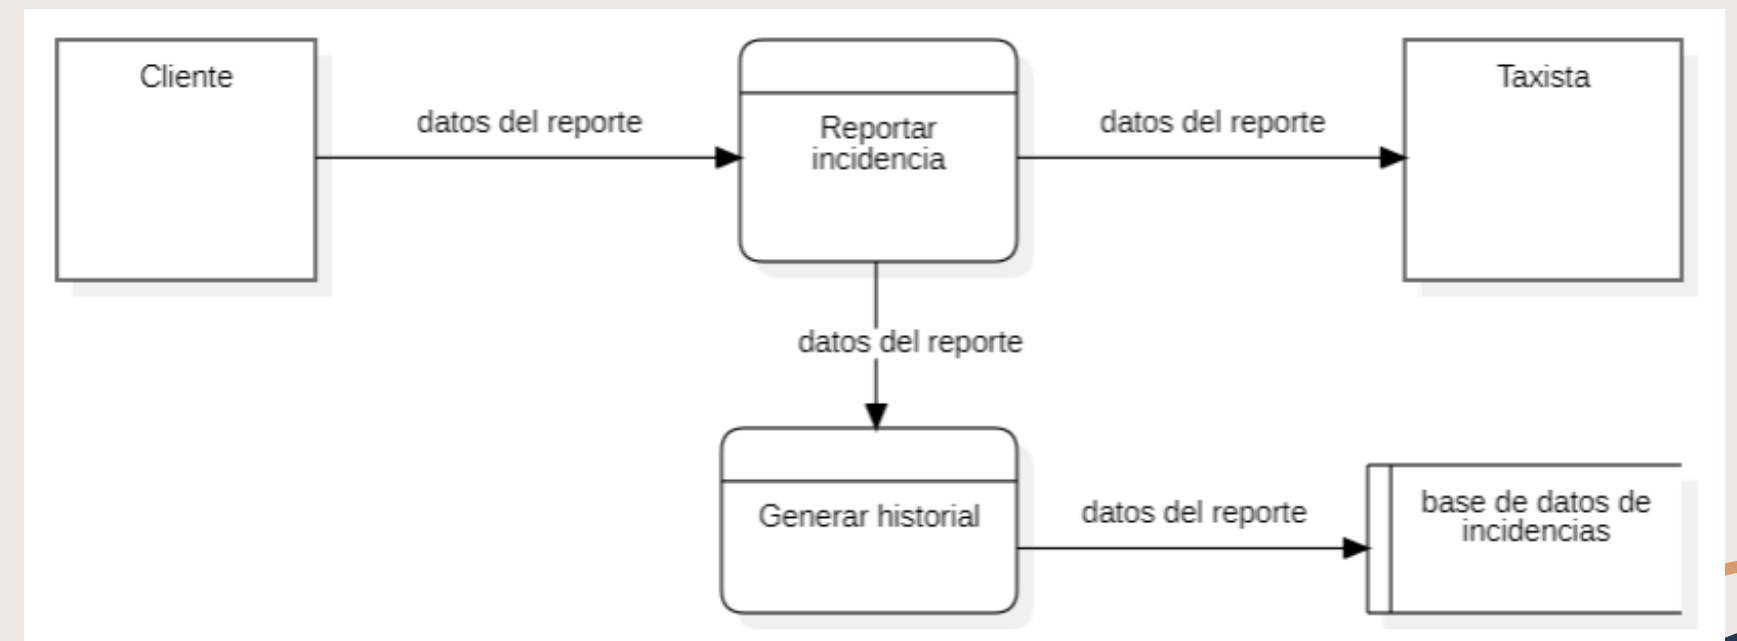 Cliente
datos del reporte
Reportar
incidencia
datos del reporte
Taxista
datos del reporte
Generar historial
datos del reporte
base de datos de
incidencias